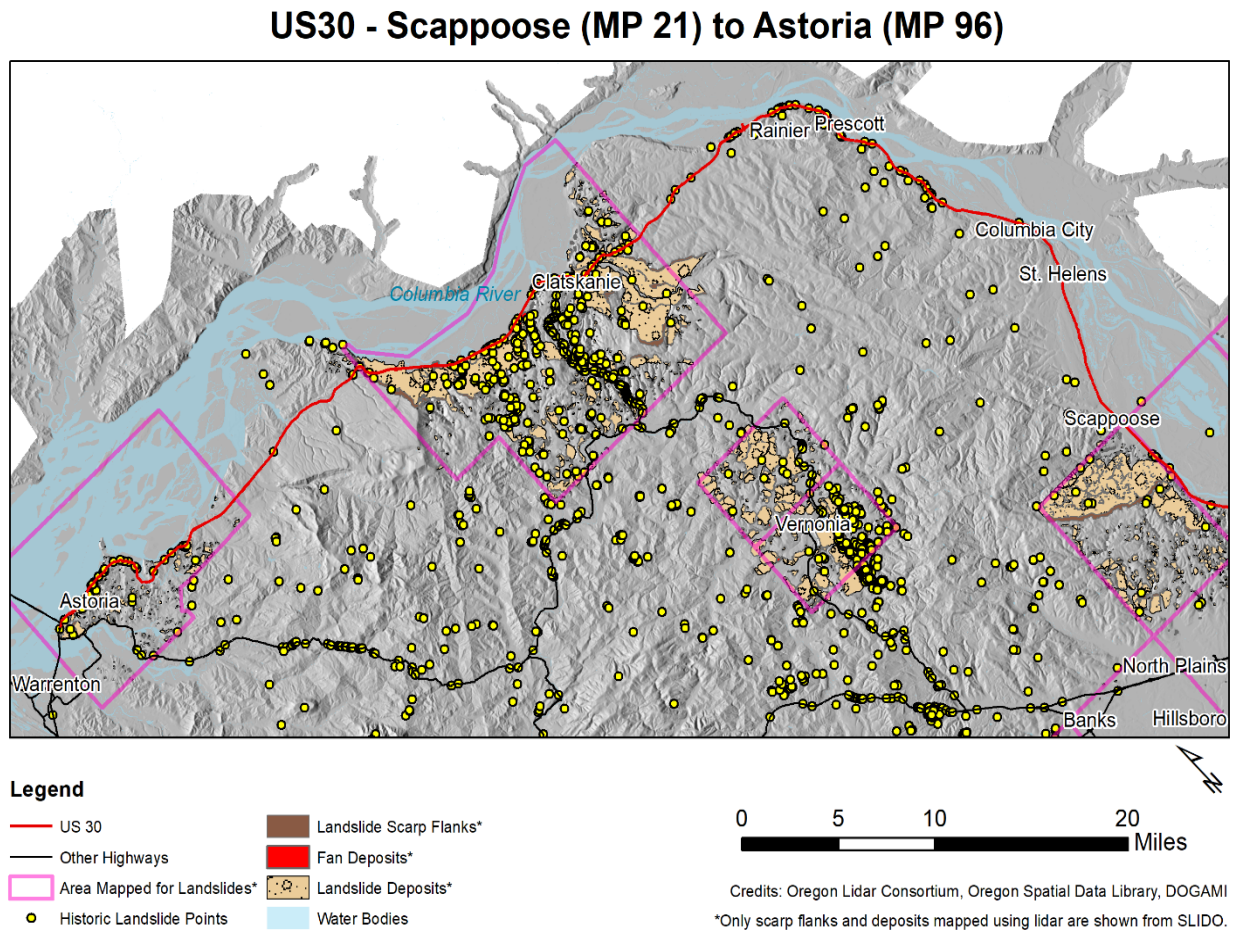 US30 - Scappoose (MP 21) to Astoria (MP 96)
Rainier
Prescott
Columbia City
St. Helens
Clatskanie
Columbia River
Scappoose
Vernonia
Astoria
Warrenton
North Plains
Banks
Hillsboro
N
Legend
US 30
Other Highways
Area Mapped for Landslides*
Historic Landslide Points
Landslide Scarp Flanks*
Fan Deposits*
Landslide Deposits*
Water Bodies
0 5 10 20
Miles
Credits: Oregon Lidar Consortium, Oregon Spatial Data Library, DOGAMI
*Only scarp flanks and deposits mapped using lidar are shown from SLIDO.